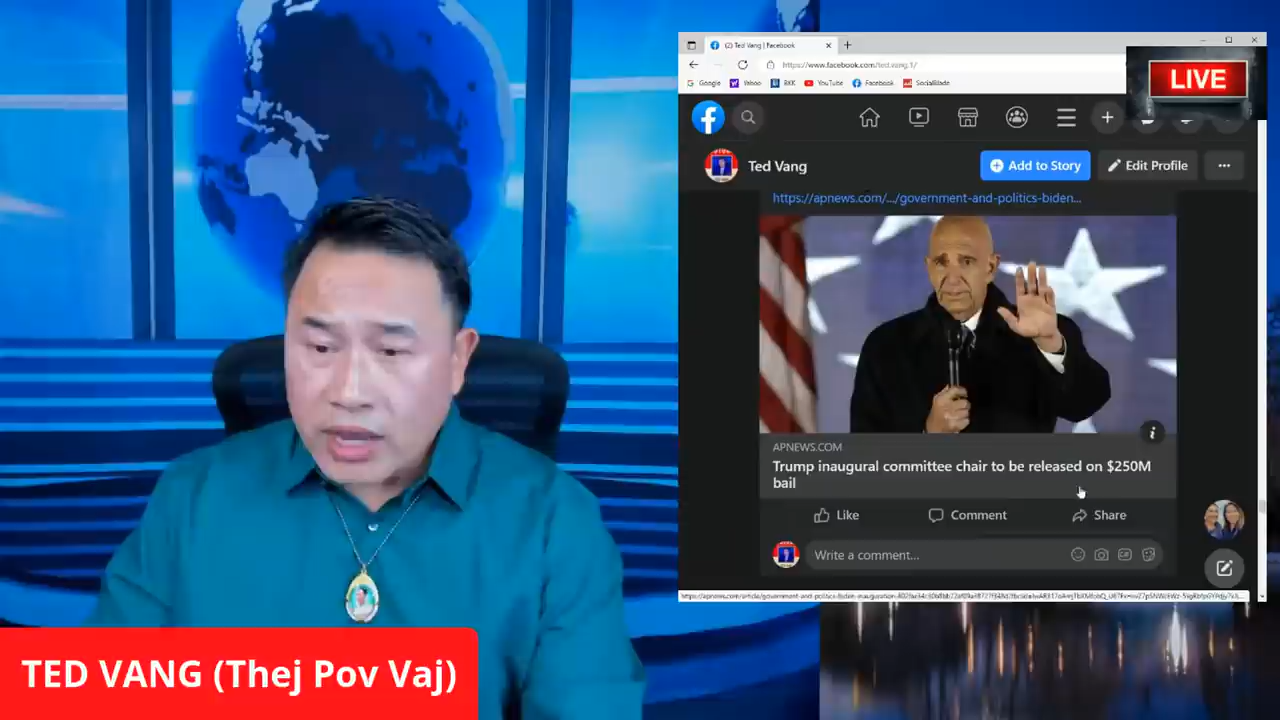 (2) Ted Vang | Facebook
https://www.facebook.com/ted.vang.1/
Google Yahoo RKK YouTube Facebook SocialBlade
LIVE
Ted Vang
Add to Story
Edit Profile
https://apnews.com/.../government-and-politics-biden...
APNEWS.COM
Trump inaugural committee chair to be released on $250M
bail
Like Comment Share
Write a comment...
TED VANG (Thej Pov Vaj)